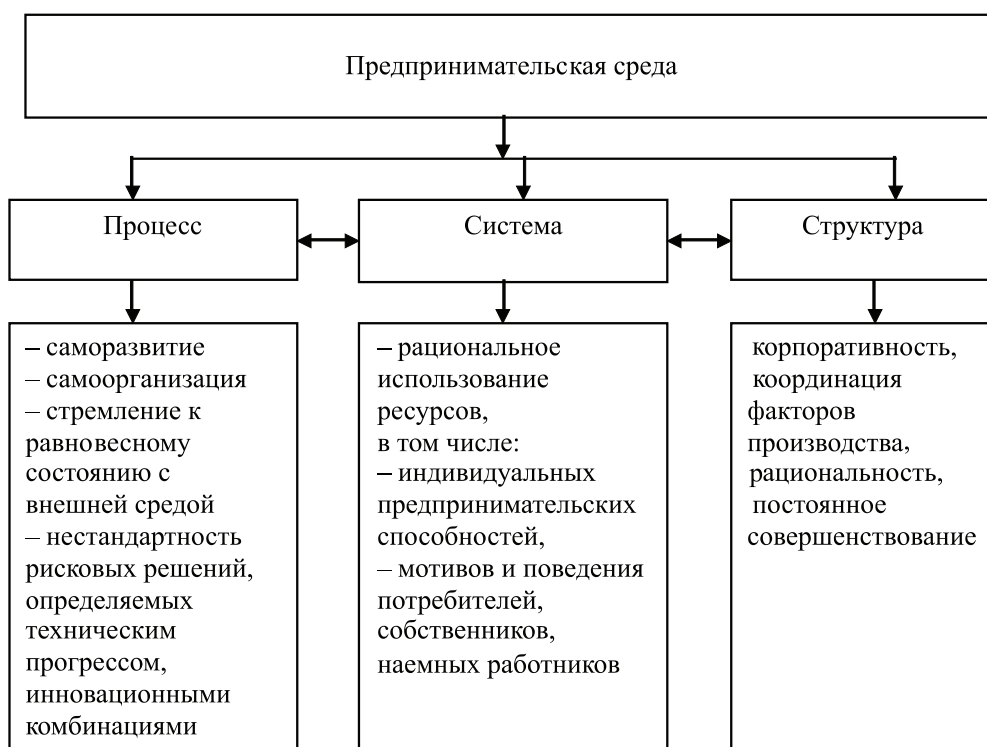 Предпринимательская среда
Процесс
Система
Структура
– саморазвитие
– самоорганизация
– стремление к
равновесному
состоянию с
внешней средой
– нестандартность
рисковых решений,
определяемых
техническим
прогрессом,
инновационными
комбинациями
– рациональное
использование
ресурсов,
в том числе:
– индивидуальных
предпринимательских
способностей,
– мотивов и поведения
потребителей,
собственников,
наемных работников
корпоративность,
координация
факторов
производства,
рациональность,
постоянное
совершенствование